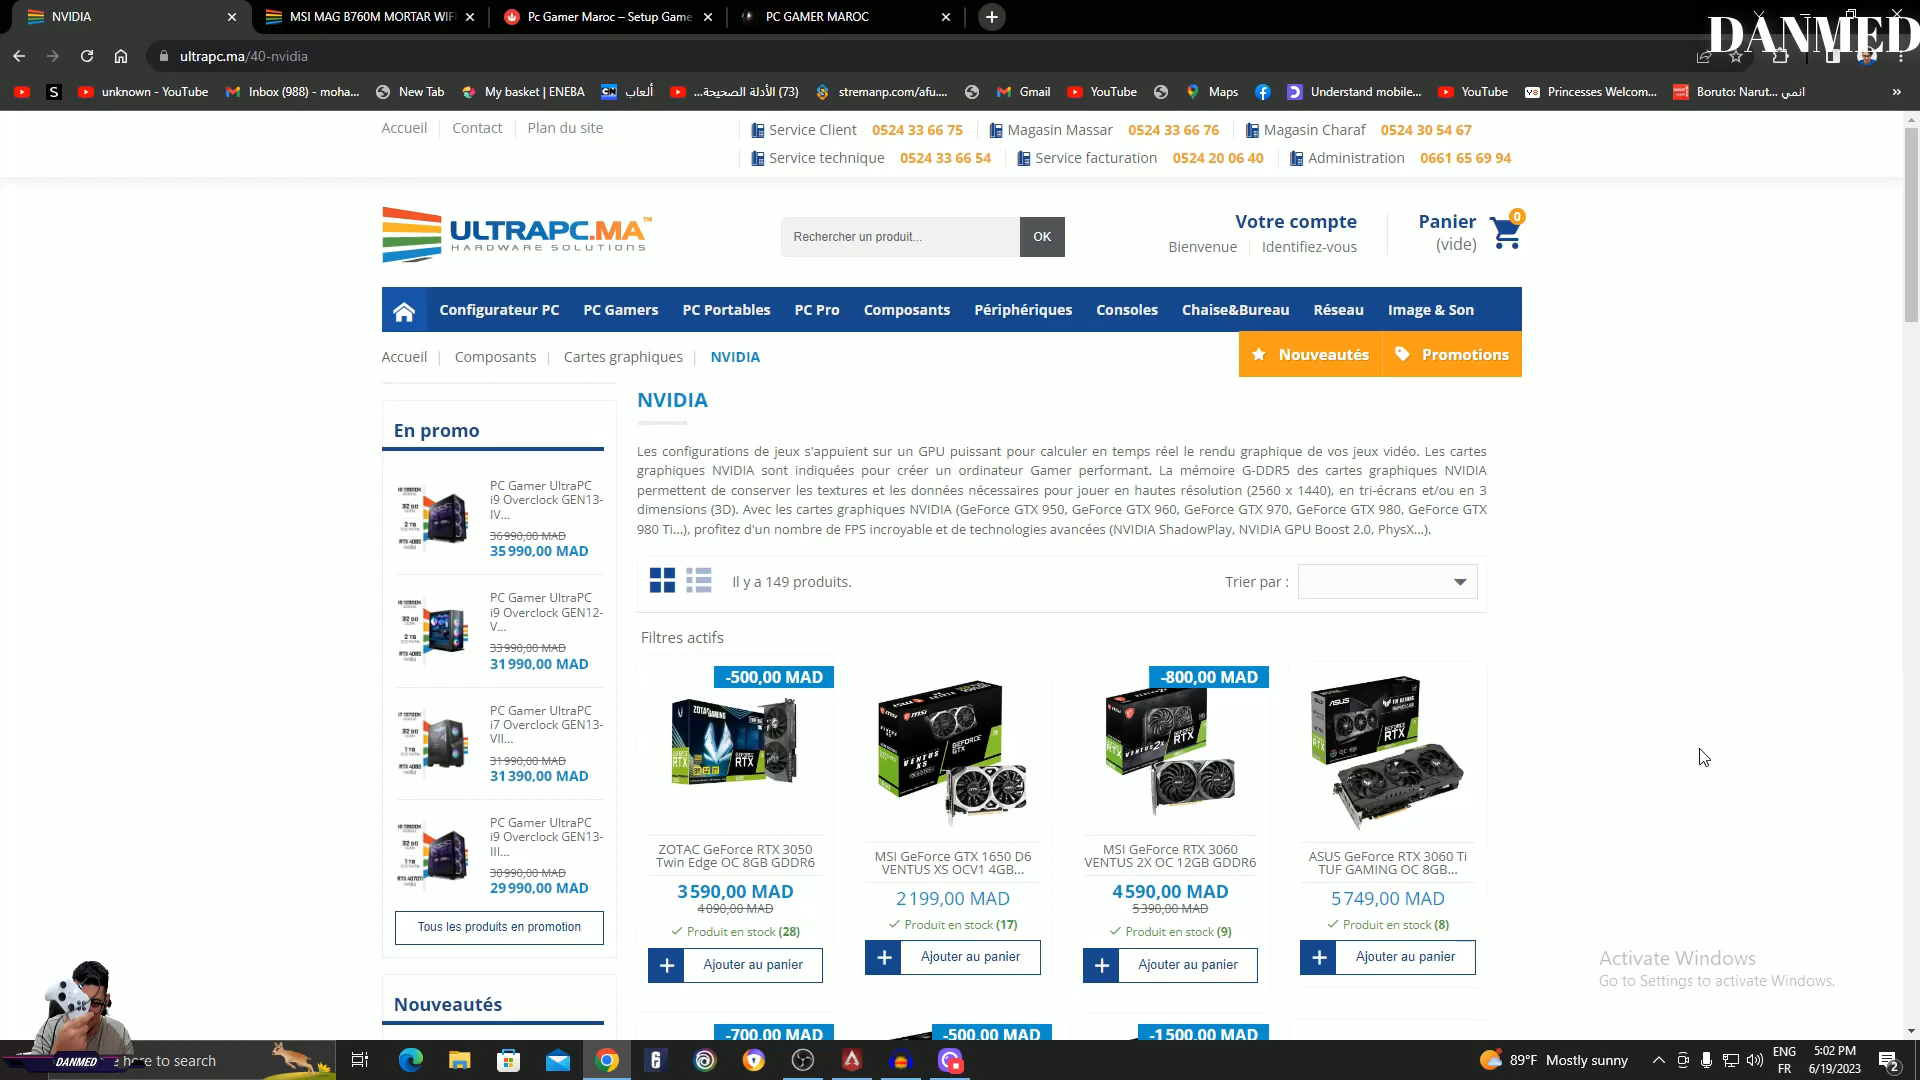 NVIDIA
MSI MAG B760M MORTAR WIFI
Pc Gamer Maroc – Setup Game
PC GAMER MAROC
DANMED
ultrapc.ma/40-nvidia
unknown - YouTube
Inbox (988) - moha...
New Tab
My basket | ENEBA
ألعاب
(73) الأدلة الصحيحة...
stremanp.com/afu....
Gmail
YouTube
Maps
Understand mobile...
YouTube
Princesses Welcom...
Boruto: Narut... انمي
Accueil
Contact
Plan du site
Service Client 0524 33 66 75
Magasin Massar 0524 33 66 76
Magasin Charaf 0524 30 54 67
Service technique 0524 33 66 54
Service facturation 0524 20 06 40
Administration 0661 65 69 94
ULTRAPC.MA™
HARDWARE SOLUTIONS
Rechercher un produit...
OK
Votre compte
Bienvenue
Identifiez-vous
Panier
(vide)
0
Configurateur PC
PC Gamers
PC Portables
PC Pro
Composants
Périphériques
Consoles
Chaise&Bureau
Réseau
Image & Son
Accueil
Composants
Cartes graphiques
NVIDIA
Nouveautés
Promotions
En promo
PC Gamer UltraPC
i9 Overclock GEN13-
IV...
36 990,00 MAD
35 990,00 MAD
PC Gamer UltraPC
i9 Overclock GEN12-
V...
33 990,00 MAD
31 990,00 MAD
PC Gamer UltraPC
i7 Overclock GEN13-
VII...
31 990,00 MAD
31 390,00 MAD
PC Gamer UltraPC
i9 Overclock GEN13-
III...
30 990,00 MAD
29 990,00 MAD
Tous les produits en promotion
Nouveautés
NVIDIA
Les configurations de jeux s'appuient sur un GPU puissant pour calculer en temps réel le rendu graphique de vos jeux vidéo. Les cartes
graphiques NVIDIA sont indiquées pour créer un ordinateur Gamer performant. La mémoire G-DDR5 des cartes graphiques NVIDIA
permettent de conserver les textures et les données nécessaires pour jouer en hautes résolution (2560 x 1440), en tri-écrans et/ou en 3
dimensions (3D). Avec les cartes graphiques NVIDIA (GeForce GTX 950, GeForce GTX 960, GeForce GTX 970, GeForce GTX 980, GeForce GTX
980 Ti...), profitez d'un nombre de FPS incroyable et de technologies avancées (NVIDIA ShadowPlay, NVIDIA GPU Boost 2.0, PhysX...).
Il y a 149 produits.
Trier par :
Filtres actifs
-500,00 MAD
ZOTAC GeForce RTX 3050
Twin Edge OC 8GB GDDR6
3 590,00 MAD
4 090,00 MAD
Produit en stock (28)
Ajouter au panier
MSI GeForce GTX 1650 D6
VENTUS XS OCV1 4GB...
2 199,00 MAD
Produit en stock (17)
Ajouter au panier
-800,00 MAD
MSI GeForce RTX 3060
VENTUS 2X OC 12GB GDDR6
4 590,00 MAD
5 390,00 MAD
Produit en stock (9)
Ajouter au panier
ASUS GeForce RTX 3060 Ti
TUF GAMING OC 8GB...
5 749,00 MAD
Produit en stock (8)
Ajouter au panier
-700,00 MAD
-500,00 MAD
-1 500,00 MAD
Activate Windows
Go to Settings to activate Windows.
DANMED
here to search
89°F Mostly sunny
ENG
FR
5:02 PM
6/19/2023
2